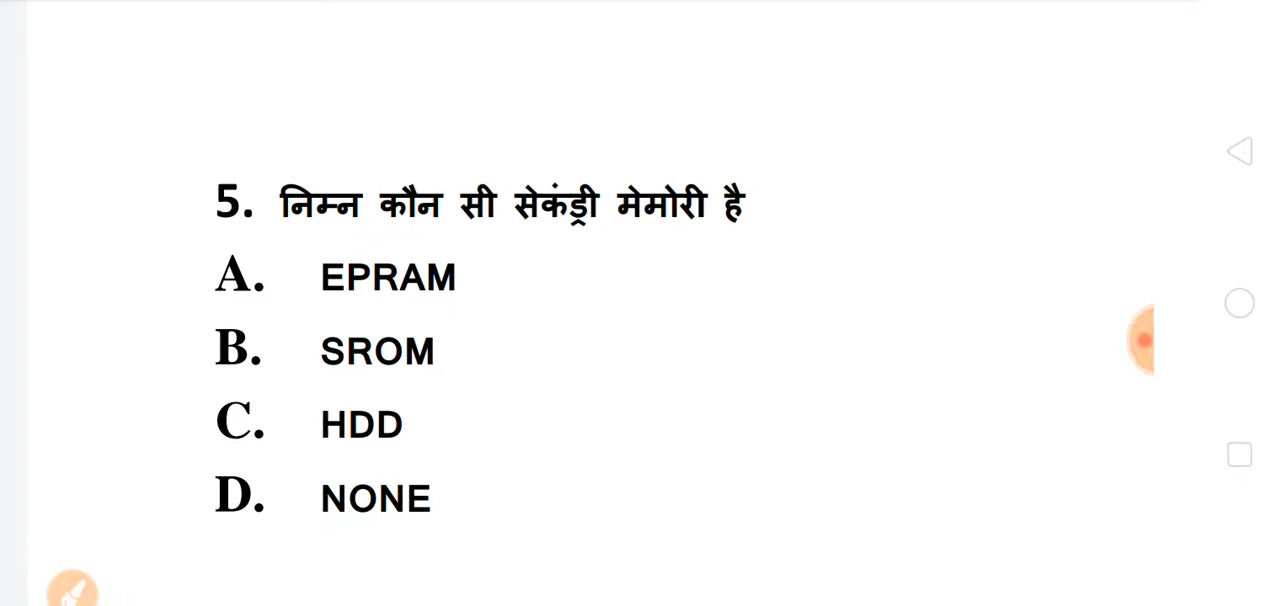 5. निम्न कौन सी सेकंड्री मेमोरी है
A. EPRAM
B. SROM
C. HDD
D. NONE